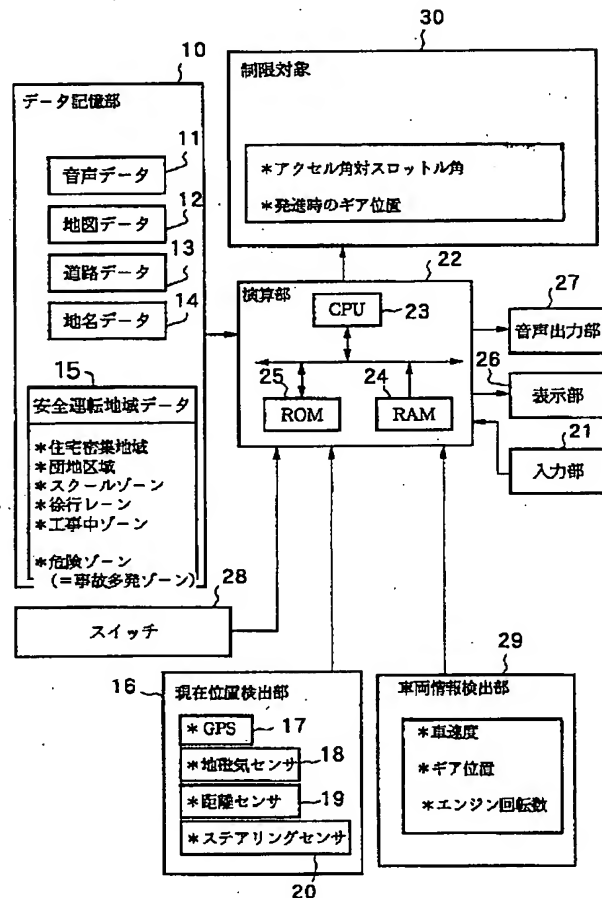 30
制限対象
*アクセル角対スロットル角
*発進時のギア位置
10
データ記憶部
11
音声データ
12
地図データ
13
道路データ
14
地名データ
15
安全運転地域データ
*住宅密集地域
*団地区域
*スクールゾーン
*徐行レーン
*工事中ゾーン
*危険ゾーン
(=事故多発ゾーン)
22
演算部
CPU
23
25
ROM
24
RAM
27
音声出力部
26
表示部
21
入力部
28
スイッチ
16
現在位置検出部
* GPS
17
*地磁気センサ
18
*距離センサ
19
*ステアリングセンサ
20
29
車両情報検出部
*車速度
*ギア位置
*エンジン回転数